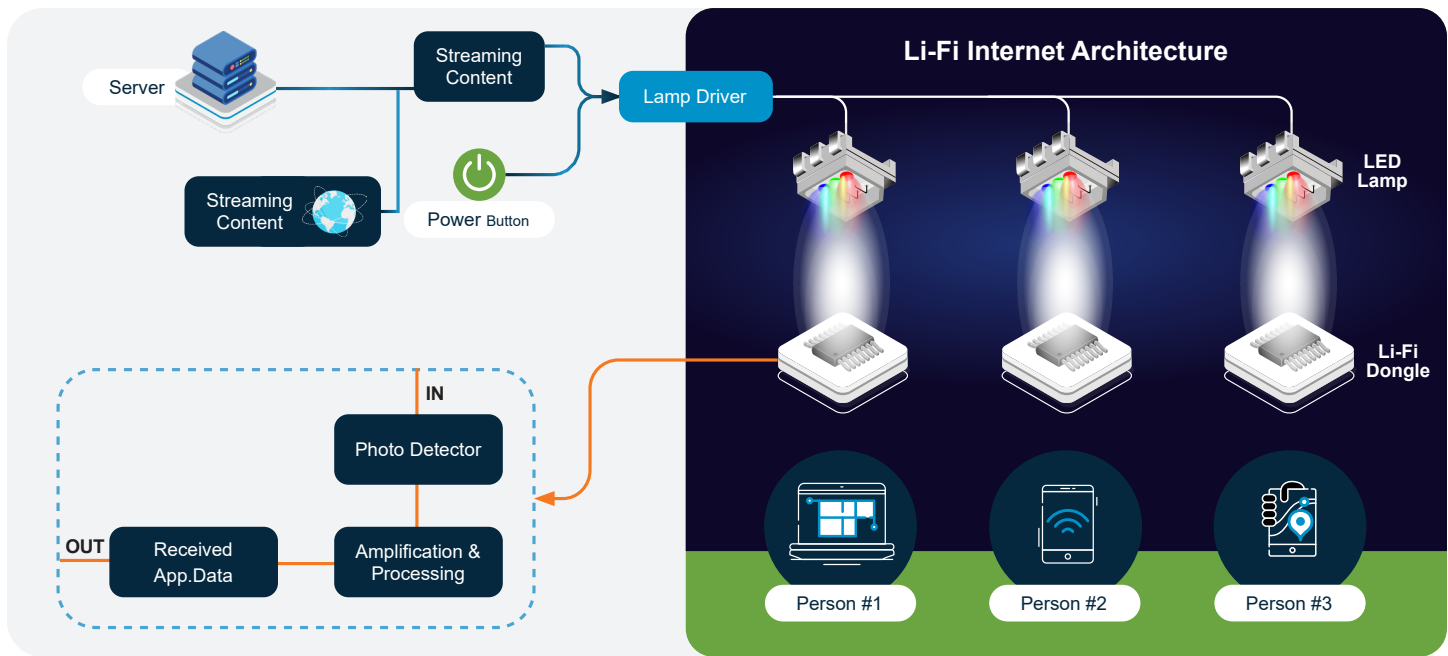 Li-Fi Internet Architecture
Server
Streaming
Content
Lamp Driver
Streaming
Content
Power Button
LED
Lamp
Li-Fi
Dongle
IN
Photo Detector
Amplification &
Processing
Received
App.Data
OUT
Person #1
Person #2
Person #3